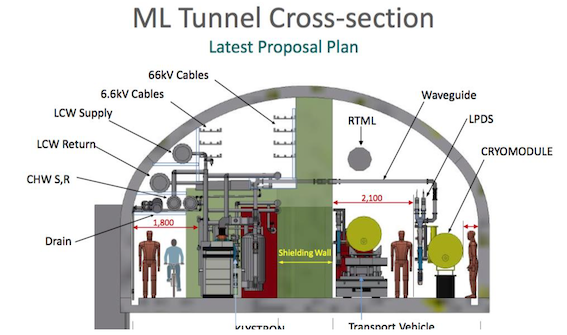 ML Tunnel Cross-section
Latest Proposal Plan
66kV Cables
6.6kV Cables
LCW Supply
LCW Return
CHW S,R
Drain
1,800
Waveguide
RTML
LPDS
CRYOMODULE
2,100
Shielding Wall
KLYSTRON
Transport Vehicle